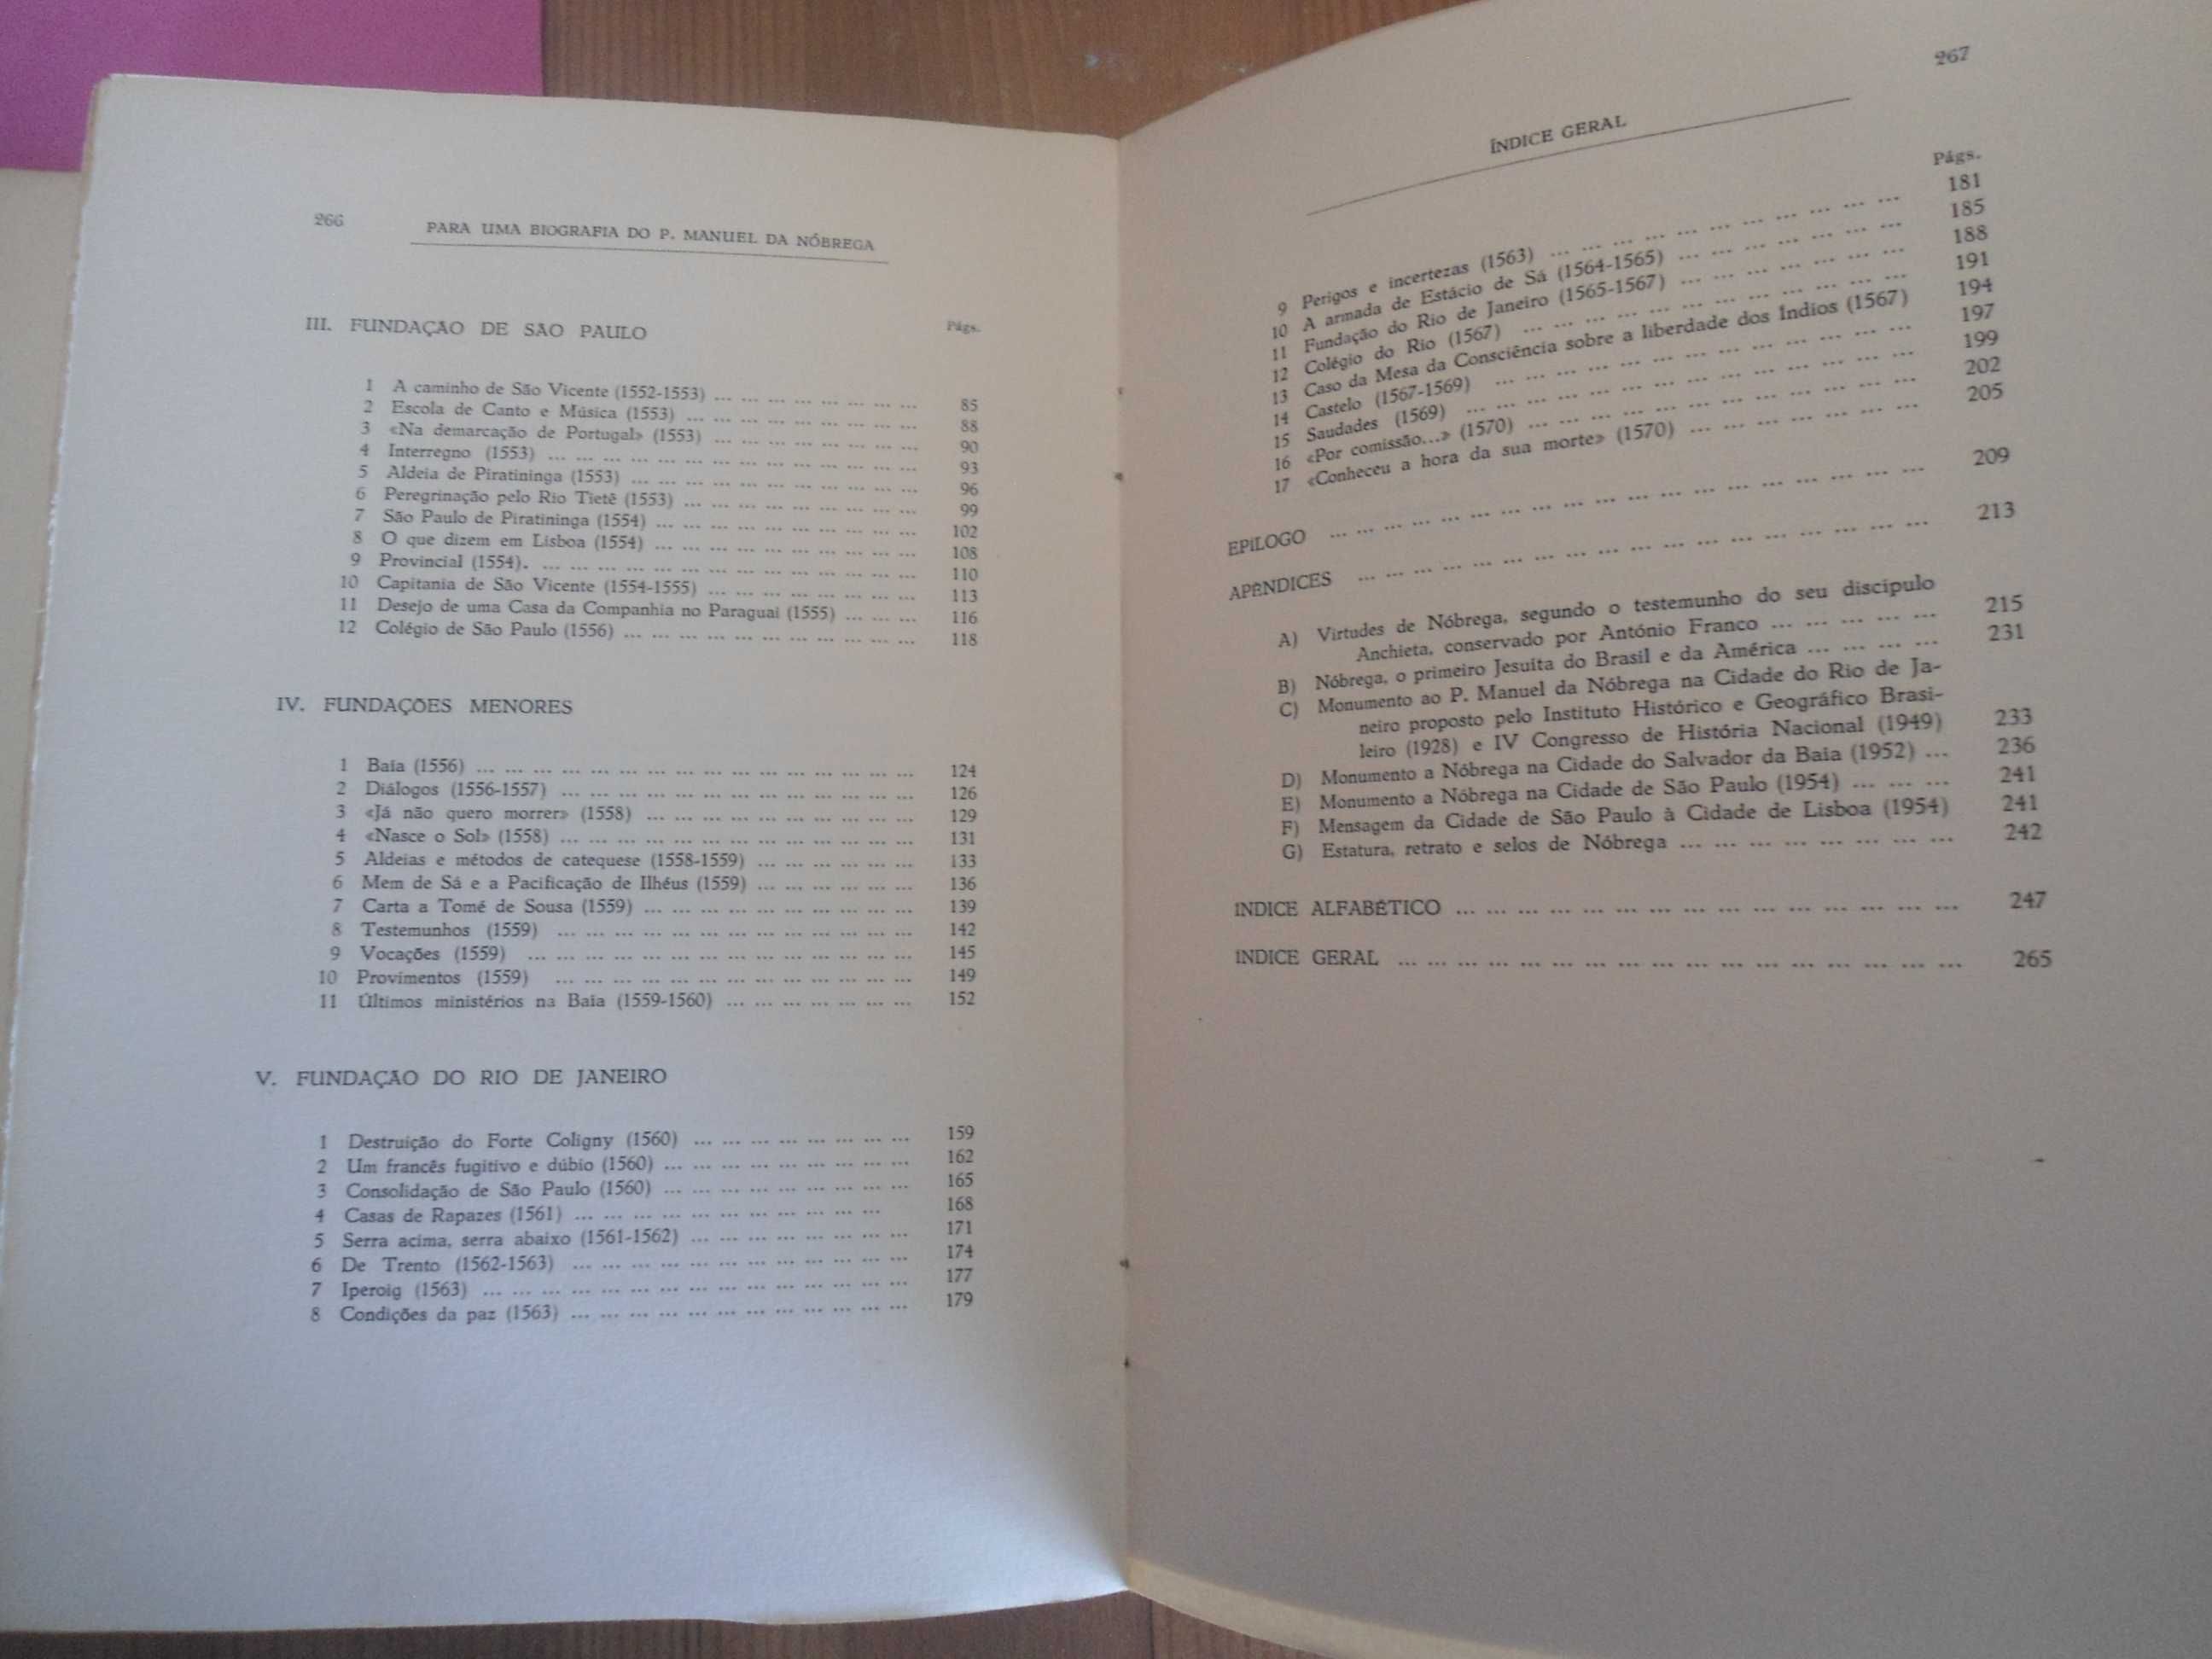 266 PARA UMA BIOGRAFIA DO P. MANUEL DA NÓBREGA
III. FUNDAÇÃO DE SAO PAULO Págs.
1 A caminho de São Vicente (1552-1553) ... ... ... ... ... ... ... ... 85
2 Escola de Canto e Música (1553) ... ... ... ... ... ... ... ... ... 88
3 «Na demarcação de Portugal» (1553) ... ... ... ... ... ... ... ... 90
4 Interregno (1553) ... ... ... ... ... ... ... ... ... ... ... ... ... 93
5 Aldeia de Piratininga (1553) ... ... ... ... ... ... ... ... ... ... ... 96
6 Peregrinação pelo Rio Tietê (1553) ... ... ... ... ... ... ... ... ... 99
7 São Paulo de Piratininga (1554) ... ... ... ... ... ... ... ... ... ... 102
8 O que dizem em Lisboa (1554) ... ... ... ... ... ... ... ... ... ... 108
9 Provincial (1554). ... ... ... ... ... ... ... ... ... ... ... ... ... ... 110
10 Capitania de São Vicente (1554-1555) ... ... ... ... ... ... ... ... 113
11 Desejo de uma Casa da Companhia no Paraguai (1555) ... ... ... 116
12 Colégio de São Paulo (1556) ... ... ... ... ... ... ... ... ... ... ... 118
IV. FUNDAÇÕES MENORES
1 Baía (1556) ... ... ... ... ... ... ... ... ... ... ... ... ... ... ... ... 124
2 Diálogos (1556-1557) ... ... ... ... ... ... ... ... ... ... ... ... ... 126
3 «Já não quero morrer» (1558) ... ... ... ... ... ... ... ... ... ... 129
4 «Nasce o Sol» (1558) ... ... ... ... ... ... ... ... ... ... ... ... ... 131
5 Aldeias e métodos de catequese (1558-1559) ... ... ... ... ... ... 133
6 Mem de Sá e a Pacificação de Ilhéus (1559) ... ... ... ... ... ... 136
7 Carta a Tomé de Sousa (1559) ... ... ... ... ... ... ... ... ... ... 139
8 Testemunhos (1559) ... ... ... ... ... ... ... ... ... ... ... ... ... 142
9 Vocações (1559) ... ... ... ... ... ... ... ... ... ... ... ... ... ... 145
10 Provimentos (1559) ... ... ... ... ... ... ... ... ... ... ... ... ... 149
11 Últimos ministérios na Baía (1559-1560) ... ... ... ... ... ... ... 152
V. FUNDAÇÃO DO RIO DE JANEIRO
1 Destruição do Forte Coligny (1560) ... ... ... ... ... ... ... ... 159
2 Um francês fugitivo e dúbio (1560) ... ... ... ... ... ... ... ... ... 162
3 Consolidação de São Paulo (1560) ... ... ... ... ... ... ... ... ... 165
4 Casas de Rapazes (1561) ... ... ... ... ... ... ... ... ... ... ... 168
5 Serra acima, serra abaixo (1561-1562) ... ... ... ... ... ... ... ... 171
6 De Trento (1562-1563) ... ... ... ... ... ... ... ... ... ... ... ... 174
7 Iperoig (1563) ... ... ... ... ... ... ... ... ... ... ... ... ... ... ... 177
8 Condições da paz (1563) ... ... ... ... ... ... ... ... ... ... ... ... 179
267
ÍNDICE GERAL
Págs.
9 Perigos e incertezas (1563) ... ... ... ... ... ... ... ... ... ... ... 181
10 A armada de Estácio de Sá (1564-1565) ... ... ... ... ... ... ... 185
11 Fundação do Rio de Janeiro (1565-1567) ... ... ... ... ... ... ... 188
12 Colégio do Rio (1567) ... ... ... ... ... ... ... ... ... ... ... ... 191
13 Caso da Mesa da Consciência sobre a liberdade dos Índios (1567) 194
14 Castelo (1567-1569) ... ... ... ... ... ... ... ... ... ... ... ... ... 197
15 Saudades (1569) ... ... ... ... ... ... ... ... ... ... ... ... ... ... 199
16 «Por comissão...» (1570) ... ... ... ... ... ... ... ... ... ... ... ... 202
17 «Conheceu a hora da sua morte» (1570) ... ... ... ... ... ... ... 205
EPÍLOGO ... ... ... ... ... ... ... ... ... ... ... ... ... ... ... ... ... ... 209
APÊNDICES ... ... ... ... ... ... ... ... ... ... ... ... ... ... ... ... ... 213
A) Virtudes de Nóbrega, segundo o testemunho do seu discípulo
Anchieta, conservado por António Franco ... ... ... ... ... 215
B) Nóbrega, o primeiro Jesuíta do Brasil e da América ... ... ... ... 231
C) Monumento ao P. Manuel da Nóbrega na Cidade do Rio de Ja-
neiro proposto pelo Instituto Histórico e Geográfico Brasi-
leiro (1928) e IV Congresso de História Nacional (1949) 233
D) Monumento a Nóbrega na Cidade do Salvador da Baía (1952) ... 236
E) Monumento a Nóbrega na Cidade de São Paulo (1954) ... ... ... 241
F) Mensagem da Cidade de São Paulo à Cidade de Lisboa (1954) 241
G) Estatura, retrato e selos de Nóbrega ... ... ... ... ... ... ... ... 242
INDICE ALFABÉTICO ... ... ... ... ... ... ... ... ... ... ... ... ... ... ... 247
INDICE GERAL ... ... ... ... ... ... ... ... ... ... ... ... ... ... ... ... ... 265